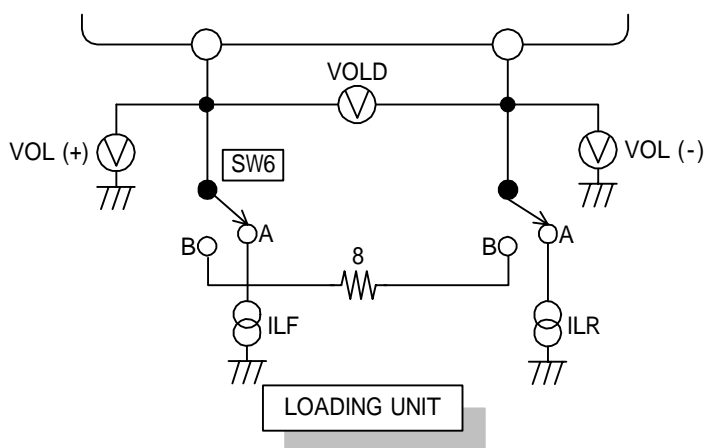 VOLD
VOL (+)
VOL (-)
SW6
A
A
B
B
8
ILF
ILR
LOADING UNIT